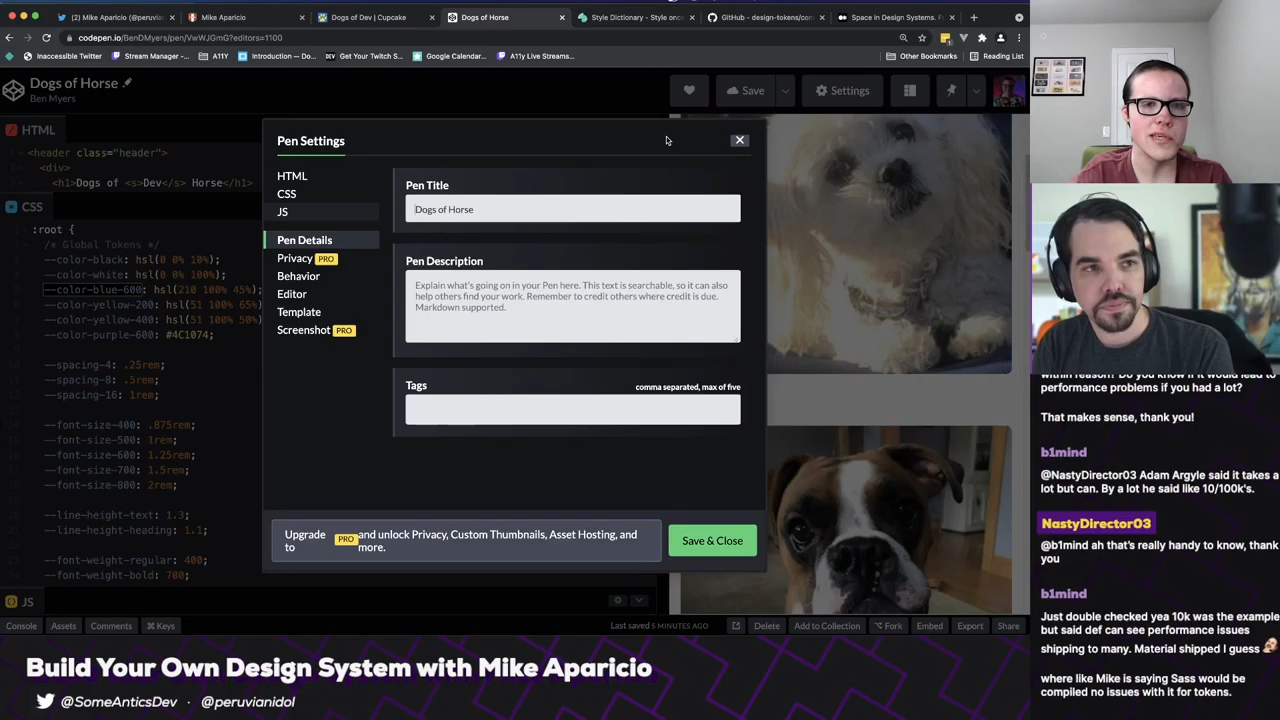 (2) Mike Aparicio (@peruvian
Mike Aparicio
Dogs of Dev | Cupcake
Dogs of Horse
Style Dictionary - Style once
GitHub - design-tokens/com
Space in Design Systems. F
codepen.io/BenDMyers/pen/VwWJGmG?editors=1100
Inaccessible Twitter
Stream Manager -...
A11Y
Introduction — Do...
Get Your Twitch S...
Google Calendar...
A11y Live Streams...
Other Bookmarks
Reading List
Dogs of Horse
Ben Myers
Save
Settings
HTML
<header class="header">
<div>
<h1>Dogs of <s>Dev</s> Horse</h1>
CSS
:root {
/* Global Tokens */
--color-black: hsl(0 0% 10%);
--color-white: hsl(0 0% 100%);
--color-blue-600: hsl(210 100% 45%);
--color-yellow-200: hsl(51 100% 65%)
--color-yellow-400: hsl(51 100% 50%)
--color-purple-600: #4C1074;
--spacing-4: .25rem;
--spacing-8: .5rem;
--spacing-16: 1rem;
--font-size-400: .875rem;
--font-size-500: 1rem;
--font-size-600: 1.25rem;
--font-size-700: 1.5rem;
--font-size-800: 2rem;
--line-height-text: 1.3;
--line-height-heading: 1.1;
--font-weight-regular: 400;
--font-weight-bold: 700;
JS
Pen Settings
HTML
CSS
JS
Pen Details
Privacy PRO
Behavior
Editor
Template
Screenshot PRO
Pen Title
Dogs of Horse
Pen Description
Explain what's going on in your Pen here. This text is searchable, so it can also
help others find your work. Remember to credit others where credit is due.
Markdown supported.
Tags
comma separated, max of five
Upgrade to PRO and unlock Privacy, Custom Thumbnails, Asset Hosting, and
more.
Save & Close
Console
Assets
Comments
⌘ Keys
Last saved 5 MINUTES AGO
Delete
Add to Collection
Fork
Embed
Export
Share
within reason? Do you know if it would lead to
performance problems if you had a lot?
That makes sense, thank you!
b1mind
@NastyDirector03 Adam Argyle said it takes a
lot but can. By a lot he said like 10/100k's.
NastyDirector03
@b1mind ah that's really handy to know, thank
you
b1mind
Just double checked yea 10k was the example
but said def can see performance issues
shipping to many. Material shipped I guess
where like Mike is saying Sass would be
compiled no issues with it for tokens.
Build Your Own Design System with Mike Aparicio
@SomeAnticsDev · @peruvianidol